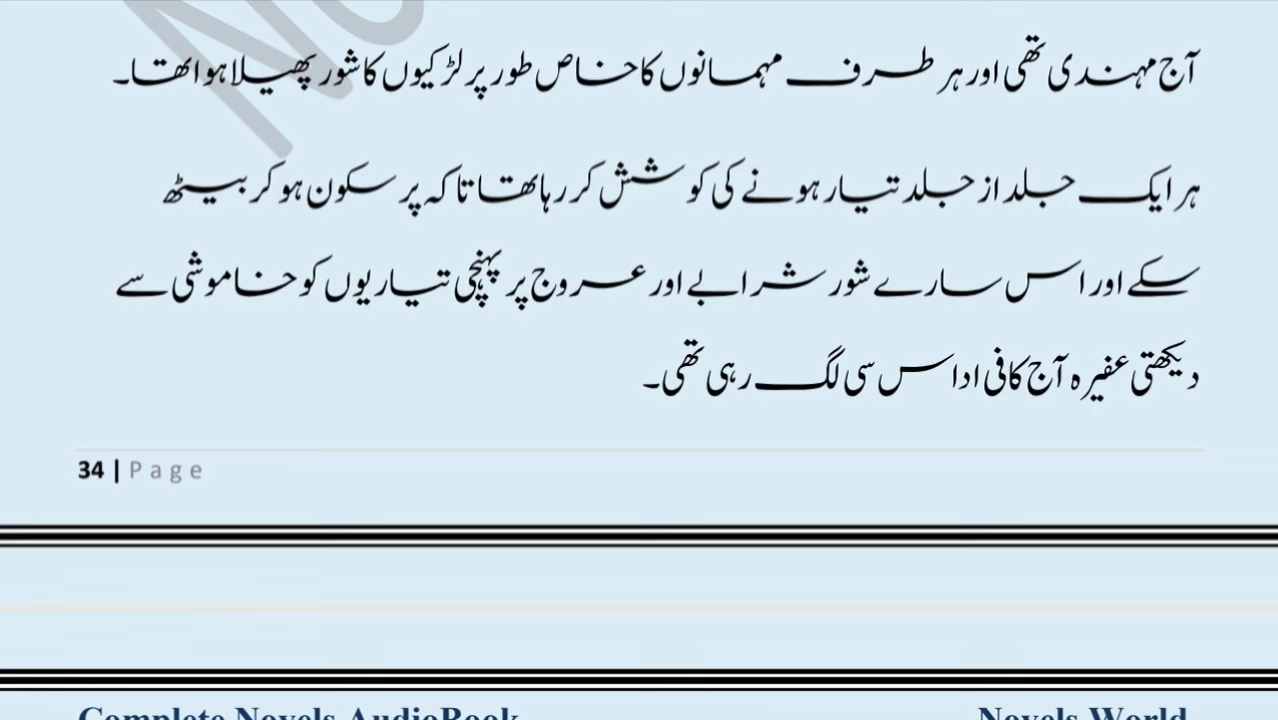 آج مہندی تھی اور ہر طرف مہمانوں کا خاص طور پر لڑکیوں کا شور پھیلا ہوا تھا۔
ہر ایک جلد از جلد تیار ہونے کی کوشش کر رہا تھا تاکہ پر سکون ہو کر بیٹھ
سکے اور اس سارے شور شرابے اور عروج پر پہنچی تیاریوں کو خاموشی سے
دیکھتی عفیرہ آج کافی اداس سی لگ رہی تھی۔
34 | Page
Complete Novels AudioBook Novels World